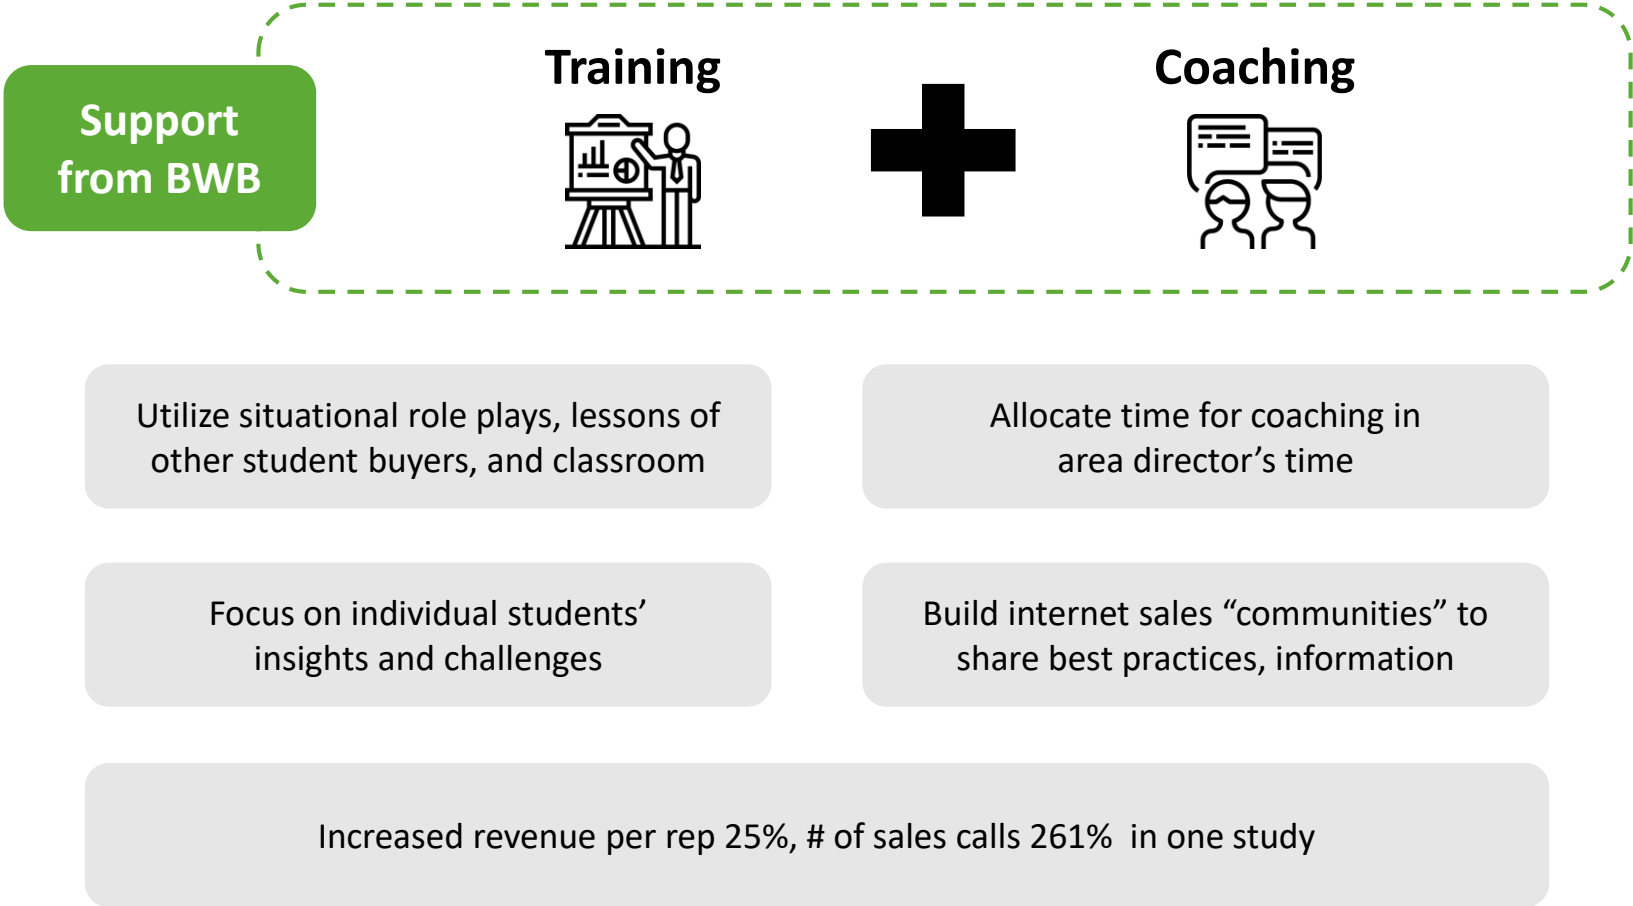 Training
Coaching
Support
from BWB
Utilize situational role plays, lessons of
other student buyers, and classroom
Allocate time for coaching in
area director’s time
Focus on individual students’
insights and challenges
Build internet sales “communities” to
share best practices, information
Increased revenue per rep 25%, # of sales calls 261%  in one study